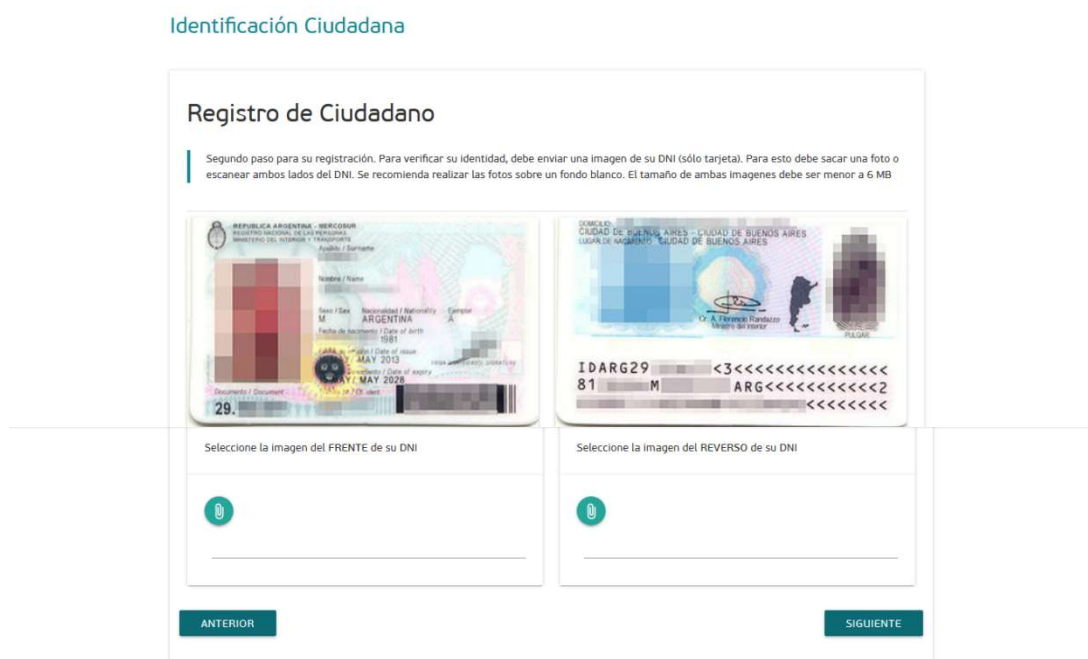 Identificación Ciudadana
Registro de Ciudadano
Segundo paso para su registración. Para verificar su identidad, debe enviar una imagen de su DNI (sólo tarjeta). Para esto debe sacar una foto o
escanear ambos lados del DNI. Se recomienda realizar las fotos sobre un fondo blanco. El tamaño de ambas imagenes debe ser menor a 6 MB
REPUBLICA ARGENTINA - MERCOSUR
REGISTRO NACIONAL DE LAS PERSONAS
MINISTERIO DEL INTERIOR Y TRANSPORTE
Apellido / Surname
Nombre / Name
Sexo / Sex Nacionalidad / Nationality Ejemplar
M ARGENTINA A
Fecha de nacimiento / Date of birth
1981
Date of issue
MAY 2013
Date of expiry
MAY 2028
Documento / Document
29.
DOMICILIO
CIUDAD DE BUENOS AIRES - CIUDAD DE BUENOS AIRES
LUGAR DE NACIMIENTO CIUDAD DE BUENOS AIRES
Cr. A. Florencio Randazzo
Ministro del Interior
PULGAR
IDARG29 <3<<<<<<<<<<<<<<<
81 M ARG<<<<<<<<<<<2
<<<<<<<<
Seleccione la imagen del FRENTE de su DNI
Seleccione la imagen del REVERSO de su DNI
ANTERIOR
SIGUIENTE